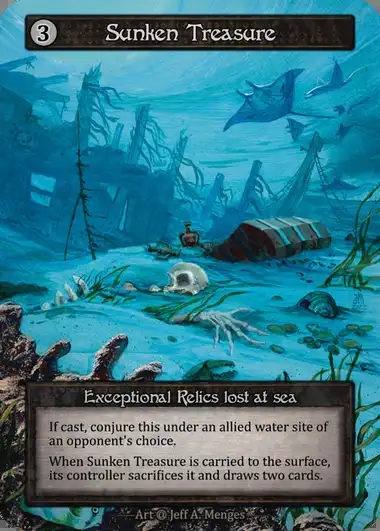 3
Sunken Treasure
Exceptional Relics lost at sea
If cast, conjure this under an allied water site of
an opponent's choice.
When Sunken Treasure is carried to the surface,
its controller sacrifices it and draws two cards.
Art @ Jeff A. Menges